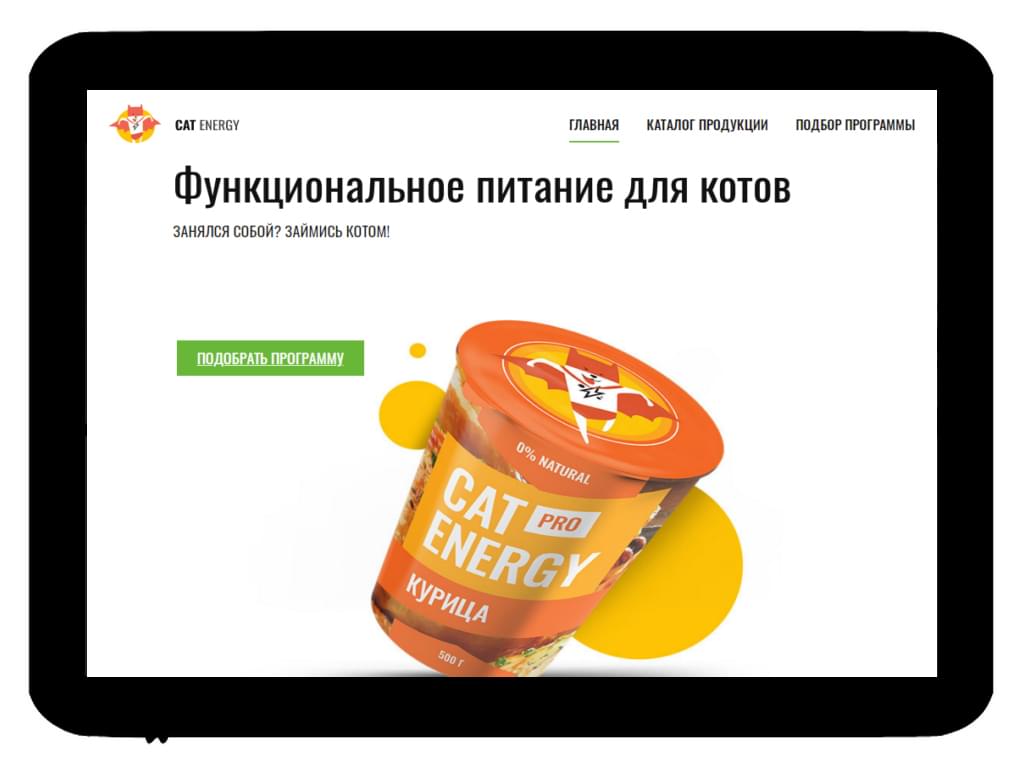 CAT ENERGY
ГЛАВНАЯ КАТАЛОГ ПРОДУКЦИИ ПОДБОР ПРОГРАММЫ
Функциональное питание для котов
ЗАНЯЛСЯ СОБОЙ? ЗАЙМИСЬ КОТОМ!
ПОДОБРАТЬ ПРОГРАММУ
0% NATURAL
CAT PRO
ENERGY
КУРИЦА
500 Г